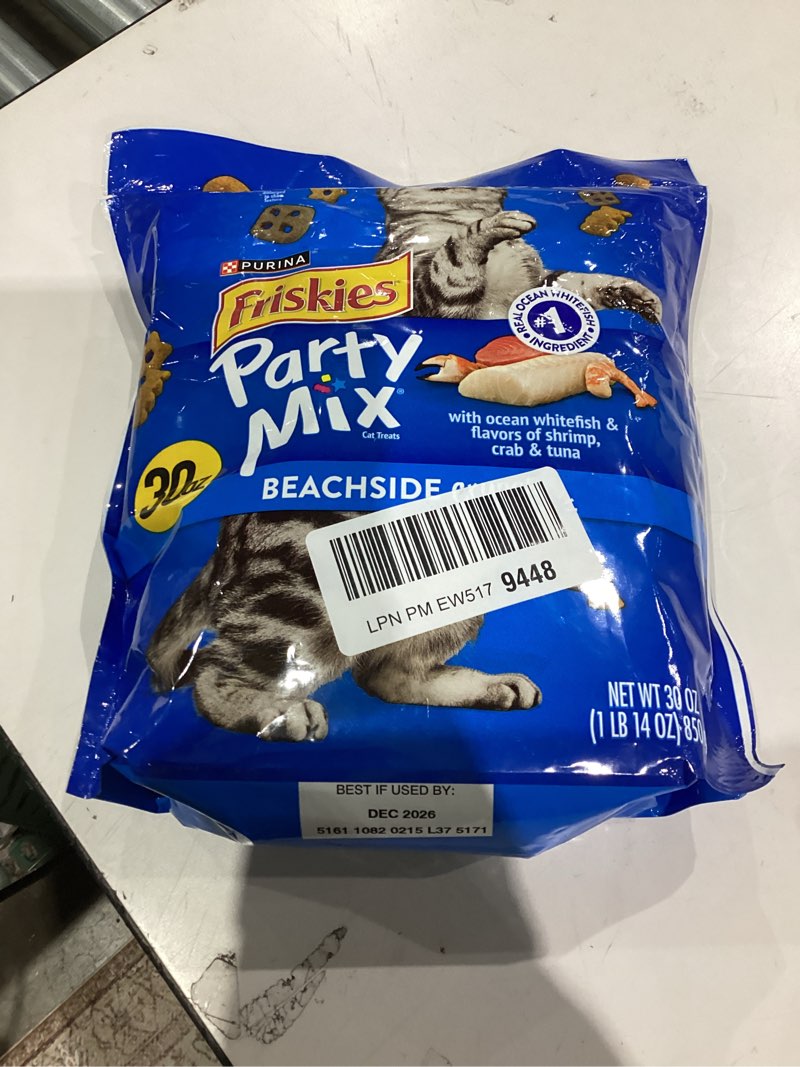 PURINA
Friskies
Party
Mix®
Cat Treats
REAL OCEAN WHITEFISH
#1
INGREDIENT
with ocean whitefish &
flavors of shrimp,
crab & tuna
30oz
BEACHSIDE
LPN PM EW517 9448
NET WT 30 OZ
(1 LB 14 OZ) 850
BEST IF USED BY:
DEC 2026
5161 1082 0215 L37 5171